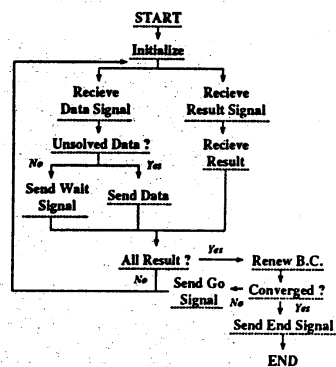 START
Initialize
Recieve
Data Signal
Recieve
Result Signal
Unsolved Data ?
Recieve
Result
No
Yes
Send Wait
Signal
Send Data
All Result ?
Yes
Renew B.C.
No
Send Go
Signal
Converged ?
No
Yes
Send End Signal
END